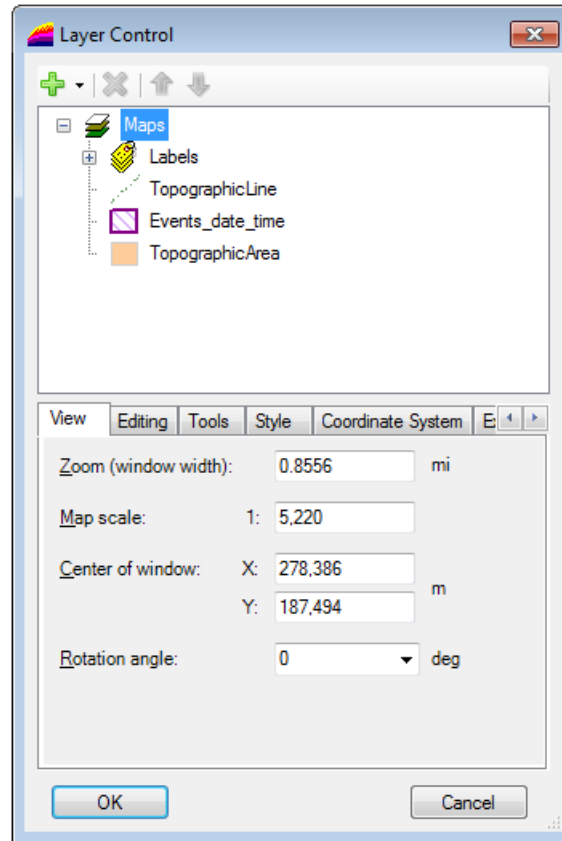 Layer Control
Maps
Labels
TopographicLine
Events_date_time
TopographicArea
View Editing Tools Style Coordinate System
Zoom (window width): 0.8556 mi
Map scale: 1: 5,220
Center of window: X: 278,386
m
Y: 187,494
Rotation angle: 0 deg
OK Cancel